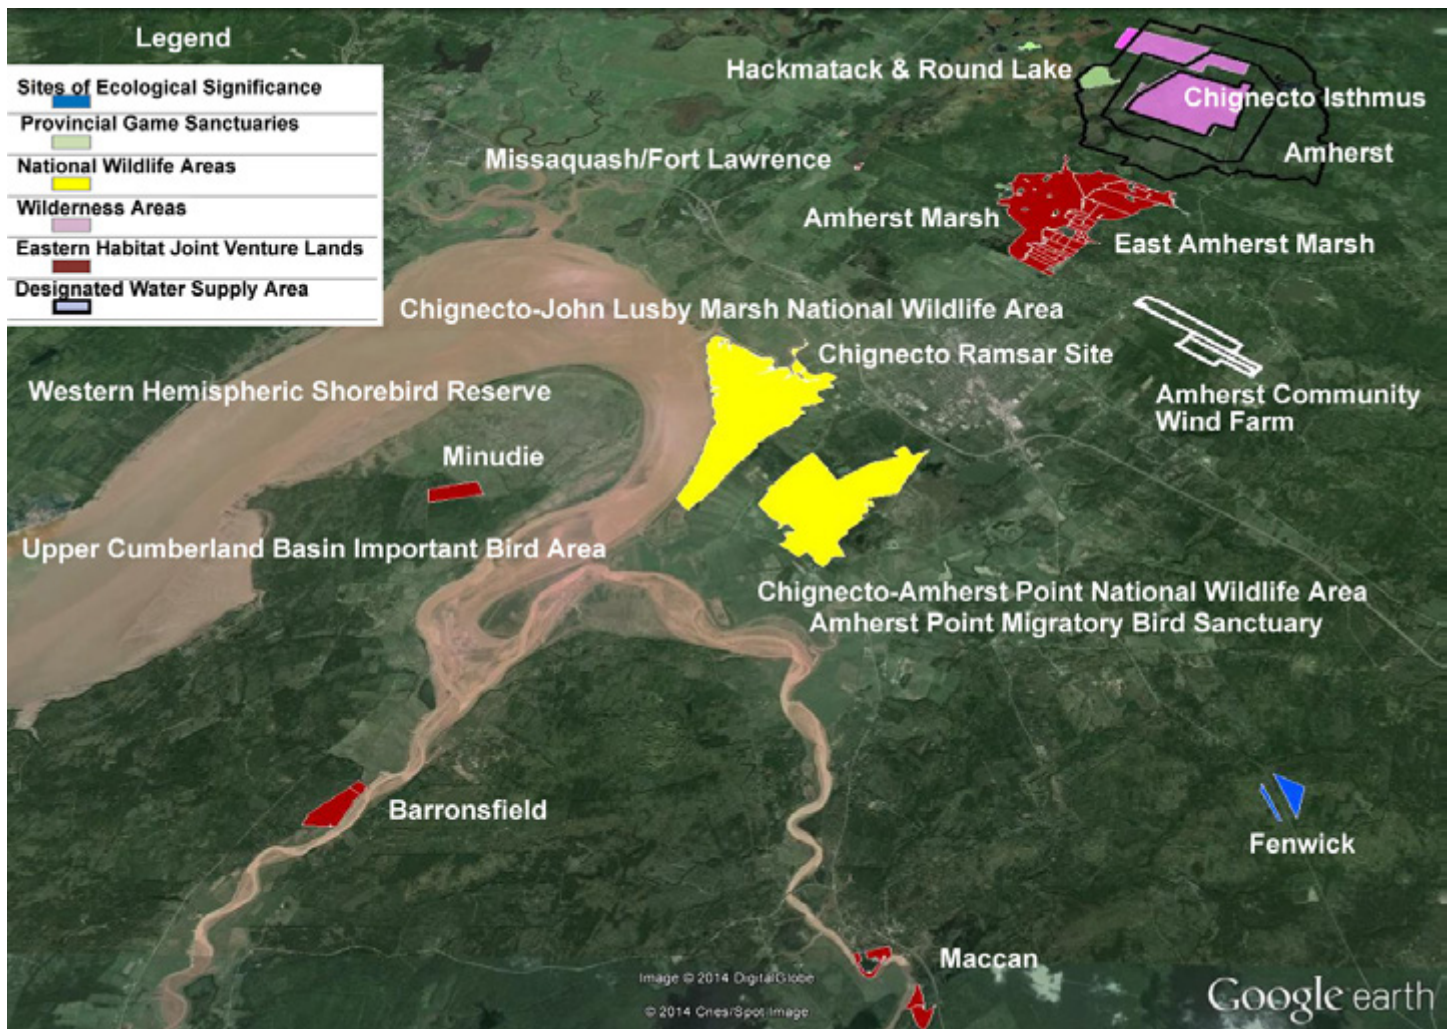 Legend
Sites of Ecological Significance
Provincial Game Sanctuaries
National Wildlife Areas
Wilderness Areas
Eastern Habitat Joint Venture Lands
Designated Water Supply Area
Hackmatack & Round Lake
Chignecto Isthmus
Amherst
Missaquash/Fort Lawrence
Amherst Marsh
East Amherst Marsh
Chignecto-John Lusby Marsh National Wildlife Area
Chignecto Ramsar Site
Western Hemispheric Shorebird Reserve
Amherst Community
Wind Farm
Minudie
Upper Cumberland Basin Important Bird Area
Chignecto-Amherst Point National Wildlife Area
Amherst Point Migratory Bird Sanctuary
Barronsfield
Fenwick
Maccan
Image © 2014 DigitalGlobe
© 2014 Cnes/Spot Image
Google earth